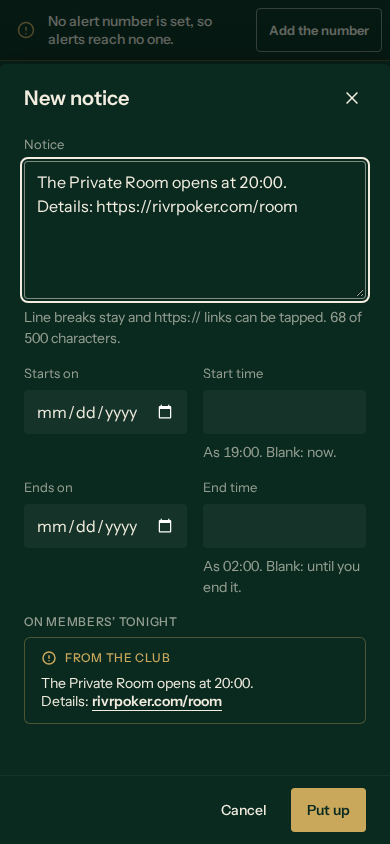 No alert number is set, so
alerts reach no one.
Add the number
New notice
Notice
The Private Room opens at 20:00.
Details: https://rivrpoker.com/room
Line breaks stay and https:// links can be tapped. 68 of
500 characters.
Starts on
Start time
mm/dd/yyyy
As 19:00. Blank: now.
Ends on
End time
mm/dd/yyyy
As 02:00. Blank: until you
end it.
ON MEMBERS' TONIGHT
FROM THE CLUB
The Private Room opens at 20:00.
Details: rivrpoker.com/room
Cancel
Put up